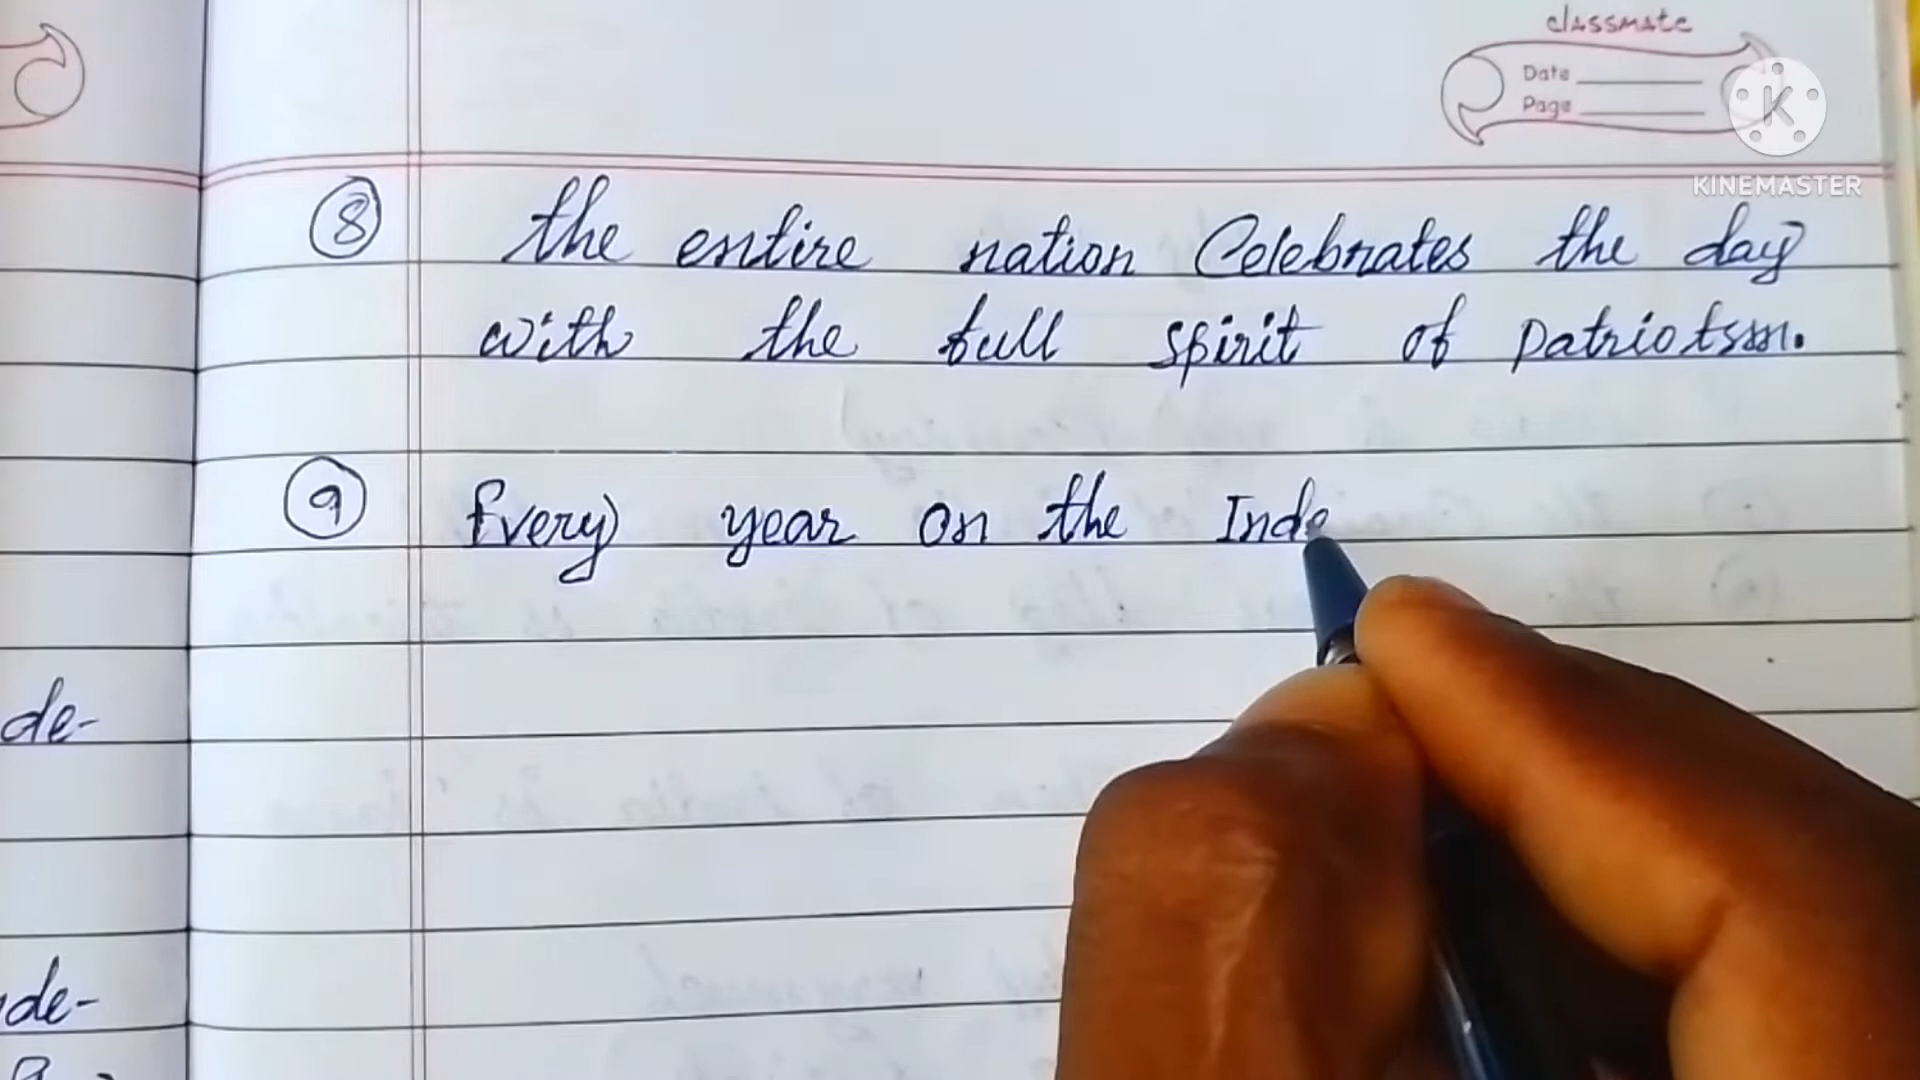 classmate
Date
Page
KINEMASTER
8 the entire nation Celebrates the day
with the full spirit of patriotsm.
9 Every year on the Inde
de-
de-